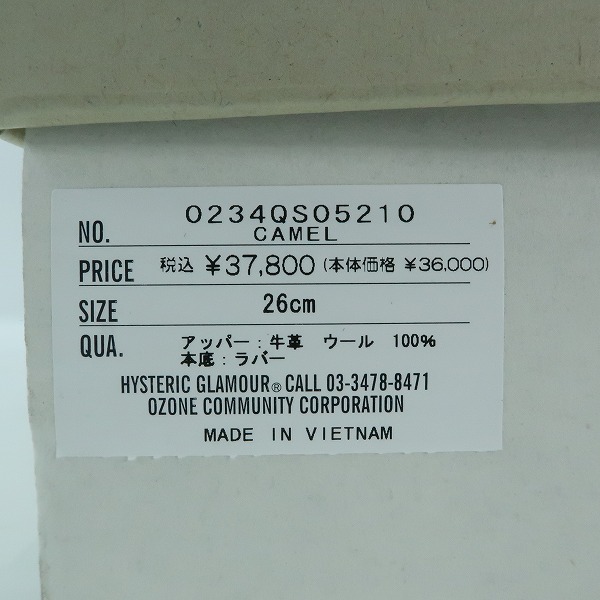 NO. 0234QS05210
CAMEL
PRICE 税込 ¥37,800 (本体価格 ¥36,000)
SIZE 26cm
QUA. アッパー:牛革 ウール 100%
本底:ラバー
HYSTERIC GLAMOUR® CALL 03-3478-8471
OZONE COMMUNITY CORPORATION
MADE IN VIETNAM